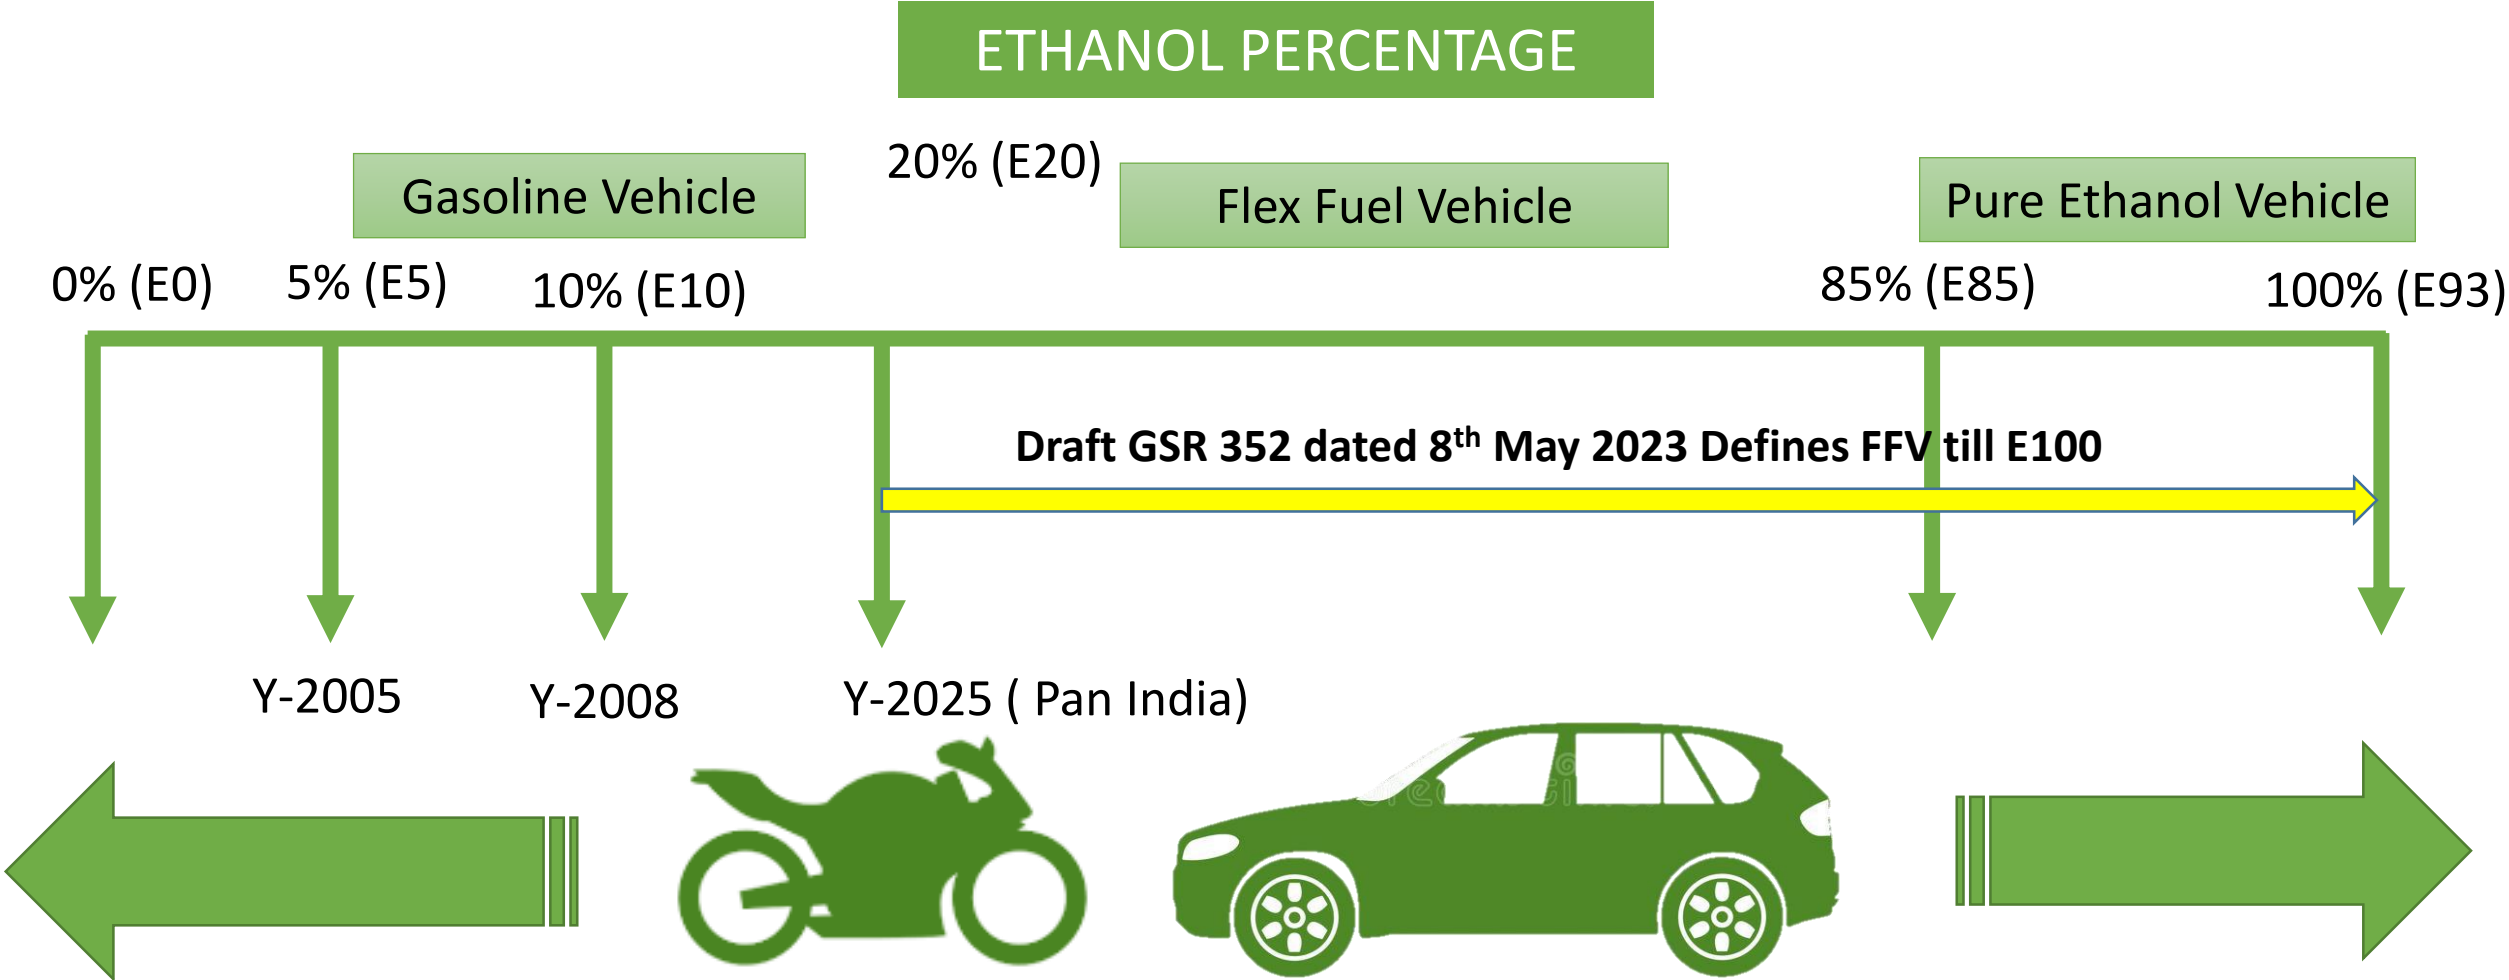 ETHANOL PERCENTAGE
20% (E20)
Gasoline Vehicle
Flex Fuel Vehicle
Pure Ethanol Vehicle
0% (E0)
5% (E5)
10% (E10)
85% (E85)
100% (E93)
Draft GSR 352 dated 8th May 2023 Defines FFV till E100
Y-2005
Y-2008
Y-2025 ( Pan India)